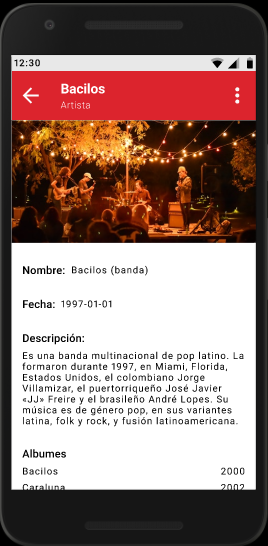 12:30
Bacilos
Artista
Nombre: Bacilos (banda)
Fecha: 1997-01-01
Descripción:
Es una banda multinacional de pop latino. La
formaron durante 1997, en Miami, Florida,
Estados Unidos, el colombiano Jorge
Villamizar, el puertorriqueño José Javier
«JJ» Freire y el brasileño André Lopes. Su
música es de género pop, en sus variantes
latina, folk y rock, y fusión latinoamericana.
Albumes
Bacilos 2000
Caraluna 2002